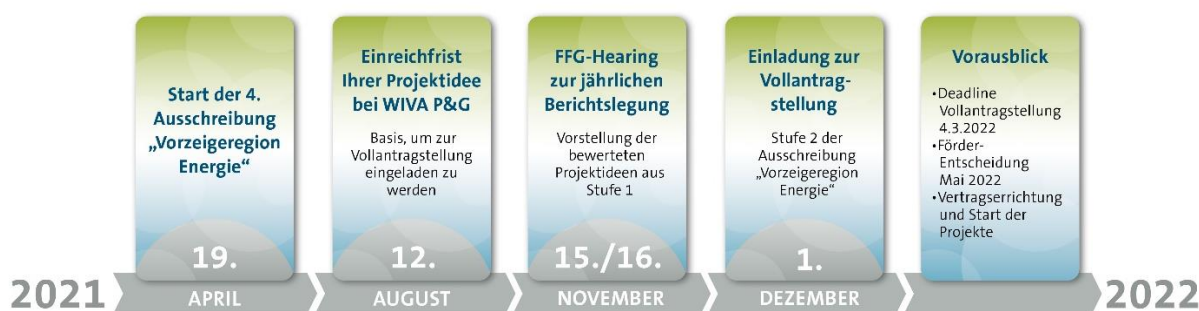 2021
Start der 4.
Ausschreibung
„Vorzeigeregion
Energie“
19.
APRIL
Einreichfrist
Ihrer Projektidee
bei WIVA P&G
Basis, um zur
Vollantragstellung
eingeladen zu
werden
12.
AUGUST
FFG-Hearing
zur jährlichen
Berichtslegung
Vorstellung der
bewerteten
Projektideen aus
Stufe 1
15./16.
NOVEMBER
Einladung zur
Vollantrag-
stellung
Stufe 2 der
Ausschreibung
„Vorzeigeregion
Energie“
1.
DEZEMBER
Vorausblick
•Deadline
Vollantragstellung
4.3.2022
•Förder-
Entscheidung
Mai 2022
•Vertragserrichtung
und Start der
Projekte
2022